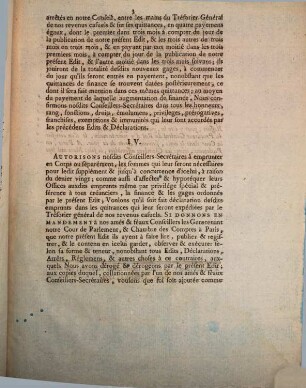 3
arrêtés en notre Conseil, entre les mains du Trésorier Général
de nos revenus casuels & sur ses quittances, en quatre payemens
égaux, dont le premier dans trois mois à compter du jour de
la publication de notre présent Edit, & les trois autres de trois
mois en trois mois, & en payant par eux moitié dans les trois
mois, à compter du jour de la publication de notre
présent Edit, & l'autre moitié dans les trois mois suivans; ils
jouiront de la totalité desdits nouveaux gages, à commencer
du jour qu'ils seront entrés en payement, nonobstant que les
quittances de finance se trouvent datées postérieurement, ce
dont il sera fait mention dans ces mêmes quittances; au moyen
du payement de laquelle augmentation de finance, Nous con-
firmons nosdits Conseillers-Secrétaires dans tous les honneurs,
rang, fonctions, droits, émolumens, privileges, prérogatives,
franchises, exemptions & immunités qui leur sont accordés par
les précédens Edits & Déclarations.
I V.
AUTORISONS nosdits Conseillers-Secrétaires à emprunter
en Corps ou séparément, les sommes qui leur seront nécessaires
pour ledit supplément & jusqu'à concurrence d'icelui, à raison
du denier vingt; comme aussi d'affecter & hypotéquer leurs
Offices auxdits emprunts même par privilége spécial & pré-
férence à tous créanciers, la finance & les gages ordonnés
par le présent Edit; Voulons qu'il soit fait déclaration desdits
emprunts dans les quittances qui leur seront expédiées par le
Trésorier général de nos revenus casuels. SI DONNONS EN
MANDEMENT à nos amés & féaux Conseillers les Gens tenant
notre Cour de Parlement, & Chambre des Comptes à Paris,
que notre présent Edit ils ayent à faire lire, publier & regis-
trer, & le contenu en icelui garder, observer & exécuter se-
lon sa forme & teneur, nonobstant tous Edits, Déclarations,
Arrêts, Réglemens, & autres choses à ce contraires, aux-
quels Nous avons dérogé & dérogeons par le présent Edit;
aux copies duquel, collationnées par l'un de nos amés & féaux
Conseillers-Secretaires, voulons que foi soit ajoutée comme